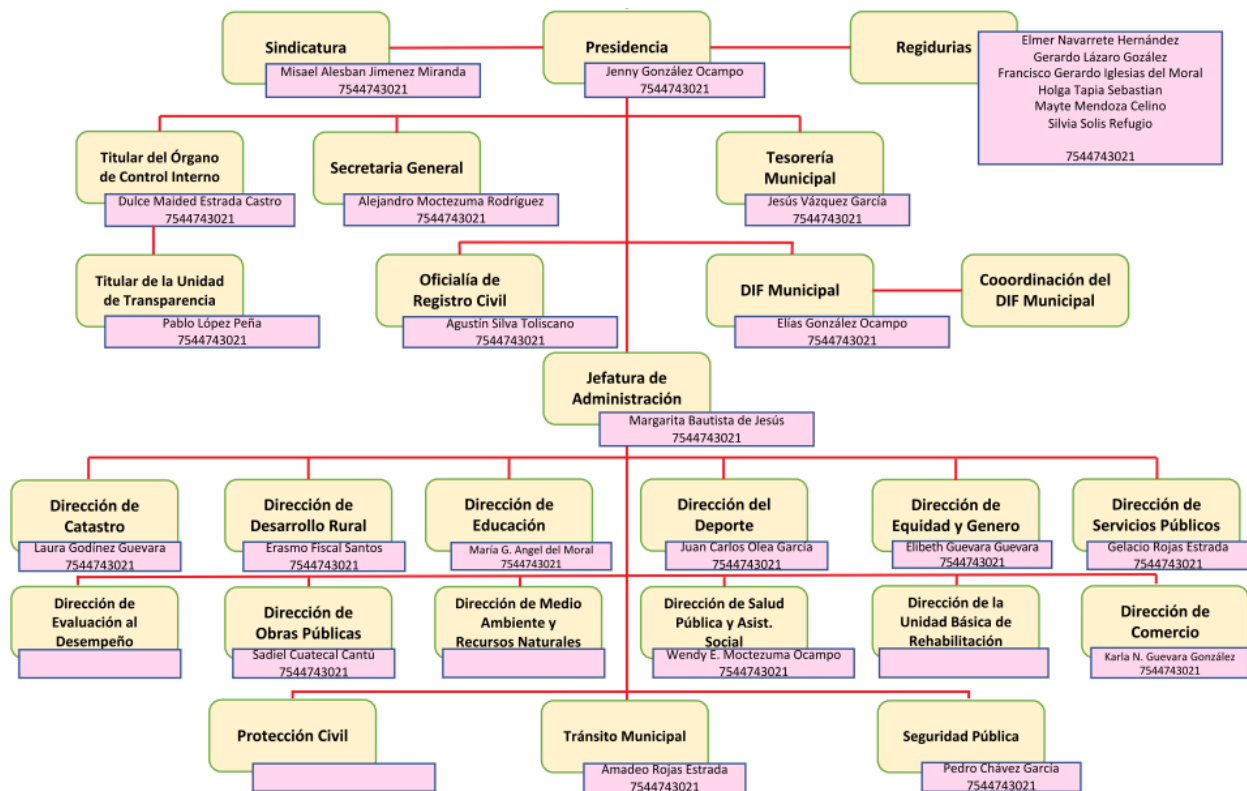 Sindicatura
Misael Alesban Jimenez Miranda
7544743021
Presidencia
Jenny González Ocampo
7544743021
Regidurias
Elmer Navarrete Hernández
Gerardo Lázaro Gozález
Francisco Gerardo Iglesias del Moral
Holga Tapia Sebastian
Mayte Mendoza Celino
Silvia Solis Refugio
7544743021
Titular del Órgano
de Control Interno
Dulce Maided Estrada Castro
7544743021
Secretaria General
Alejandro Moctezuma Rodríguez
7544743021
Tesorería
Municipal
Jesús Vázquez García
7544743021
Titular de la Unidad
de Transparencia
Pablo López Peña
7544743021
Oficialía de
Registro Civil
Agustín Silva Toliscano
7544743021
DIF Municipal
Elías González Ocampo
7544743021
Cooordinación del
DIF Municipal
Jefatura de
Administración
Margarita Bautista de Jesús
7544743021
Dirección de
Catastro
Laura Godínez Guevara
7544743021
Dirección de
Desarrollo Rural
Erasmo Fiscal Santos
7544743021
Dirección de
Educación
María G. Angel del Moral
7544743021
Dirección del
Deporte
Juan Carlos Olea García
7544743021
Dirección de
Equidad y Genero
Elibeth Guevara Guevara
7544743021
Dirección de
Servicios Públicos
Gelacio Rojas Estrada
7544743021
Dirección de
Evaluación al
Desempeño
Dirección de
Obras Públicas
Sadiel Cuatecal Cantú
7544743021
Dirección de Medio
Ambiente y
Recursos Naturales
Dirección de Salud
Pública y Asist.
Social
Wendy E. Moctezuma Ocampo
7544743021
Dirección de la
Unidad Básica de
Rehabilitación
Dirección de
Comercio
Karla N. Guevara González
7544743021
Protección Civil
Tránsito Municipal
Amadeo Rojas Estrada
7544743021
Seguridad Pública
Pedro Chávez García
7544743021